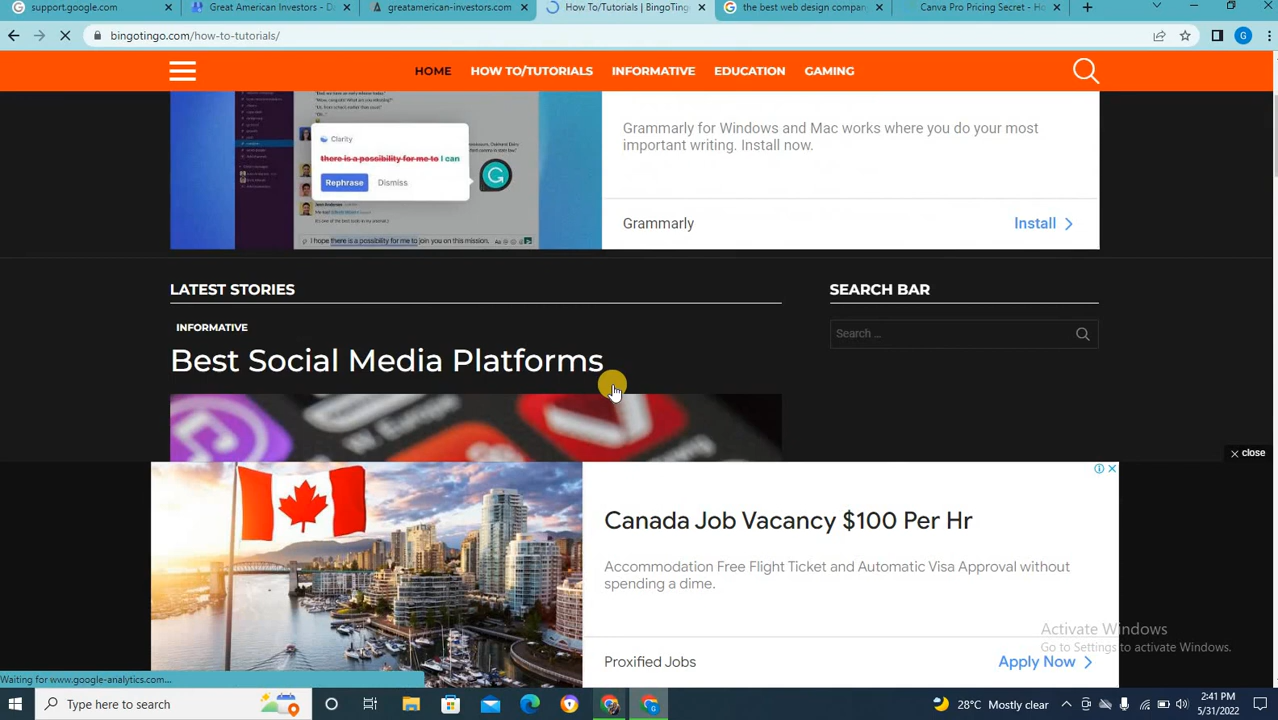 support.google.com
Great American Investors - D
greatamerican-investors.com
How To/Tutorials | BingoTingo
the best web design compan
Canva Pro Pricing Secret - Ho
bingotingo.com/how-to-tutorials/
HOME
HOW TO/TUTORIALS
INFORMATIVE
EDUCATION
GAMING
Clarity
there is a possibility for me to I can
Rephrase
Dismiss
I hope there is a possibility for me to join you on this mission.
Grammarly for Windows and Mac works where you do your most
important writing. Install now.
Grammarly
Install
LATEST STORIES
SEARCH BAR
INFORMATIVE
Search …
Best Social Media Platforms
close
Canada Job Vacancy $100 Per Hr
Accommodation Free Flight Ticket and Automatic Visa Approval without
spending a dime.
Proxified Jobs
Apply Now
Activate Windows
Go to Settings to activate Windows.
Waiting for www.google-analytics.com...
Type here to search
28°C Mostly clear
2:41 PM
5/31/2022